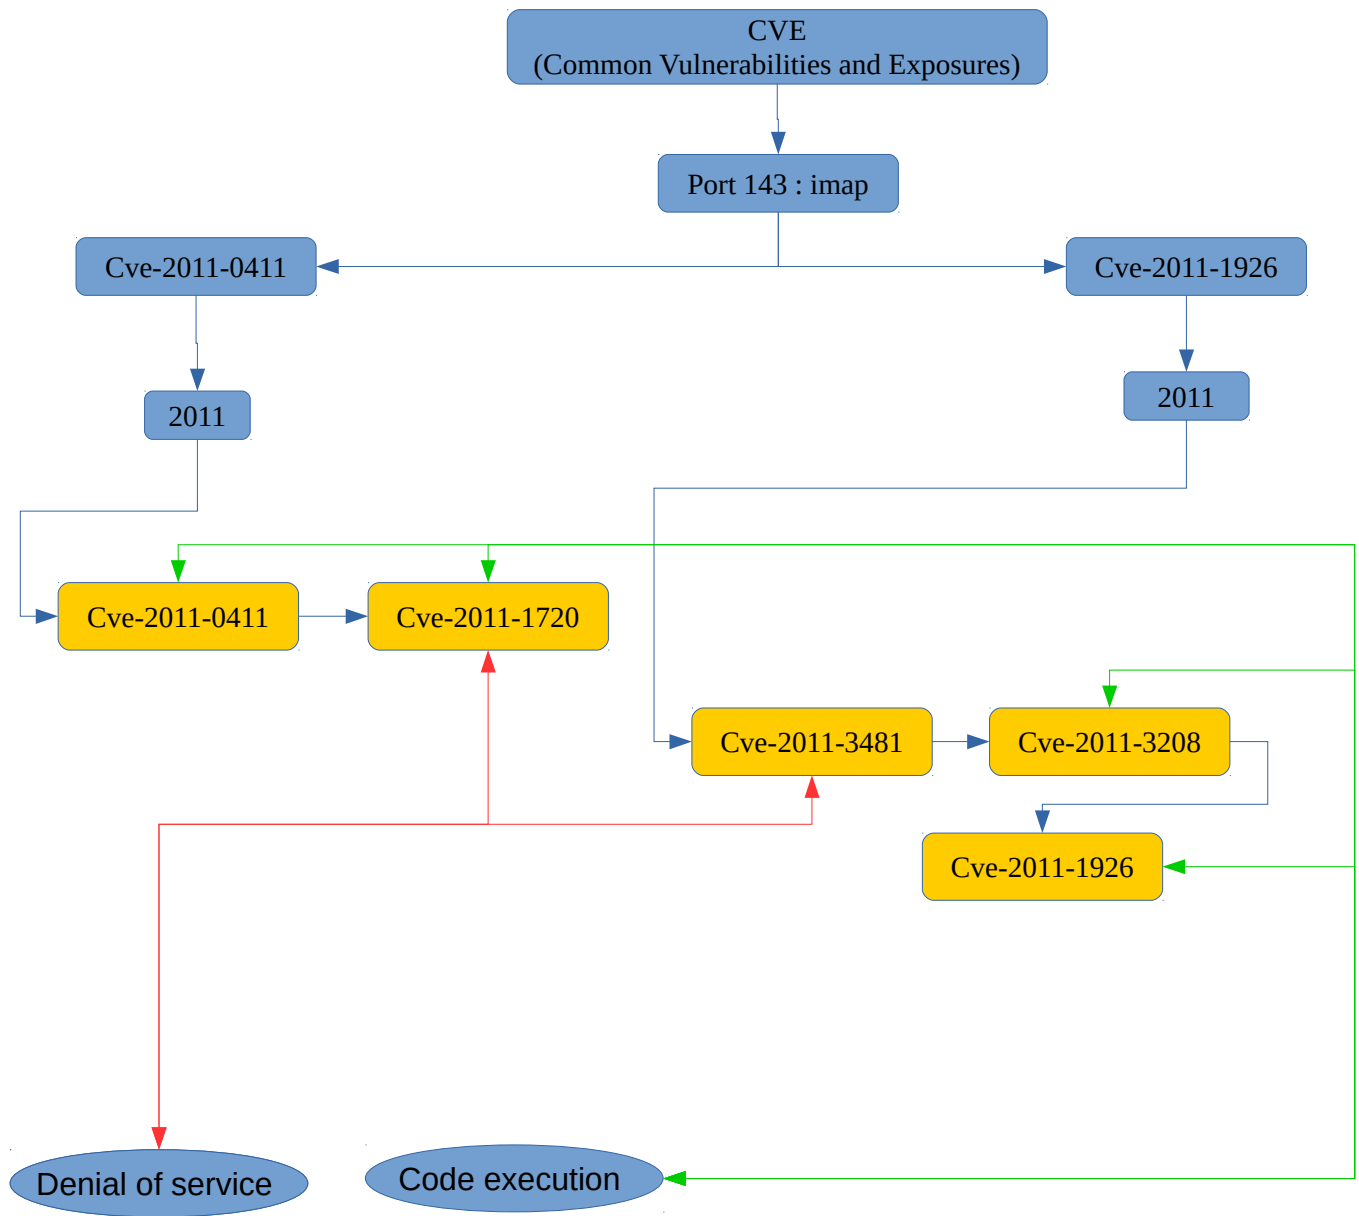 CVE
(Common Vulnerabilities and Exposures)
Port 143 : imap
Cve-2011-0411
Cve-2011-1926
2011
2011
Cve-2011-0411
Cve-2011-1720
Cve-2011-3481
Cve-2011-3208
Cve-2011-1926
Denial of service
Code execution